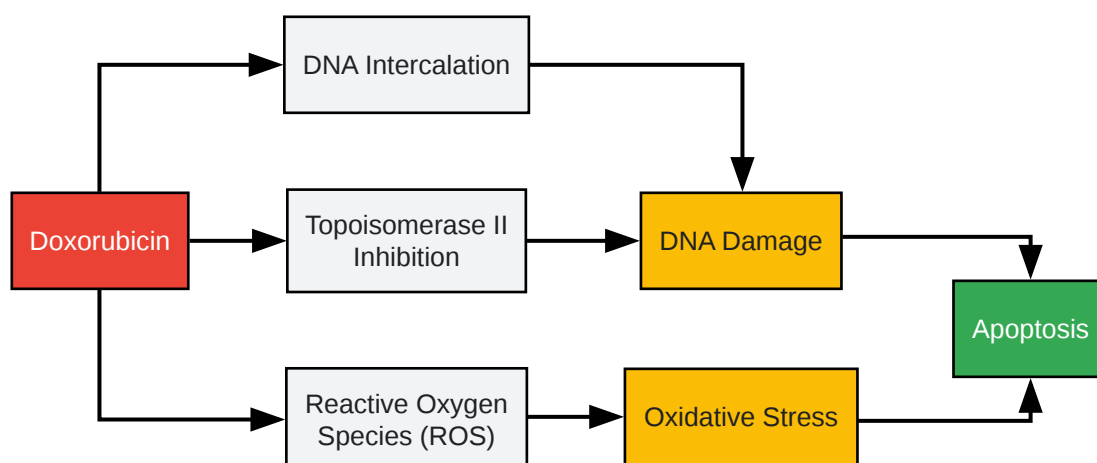 DNA Intercalation
Doxorubicin
Topoisomerase II
Inhibition
DNA Damage
Apoptosis
Reactive Oxygen
Species (ROS)
Oxidative Stress